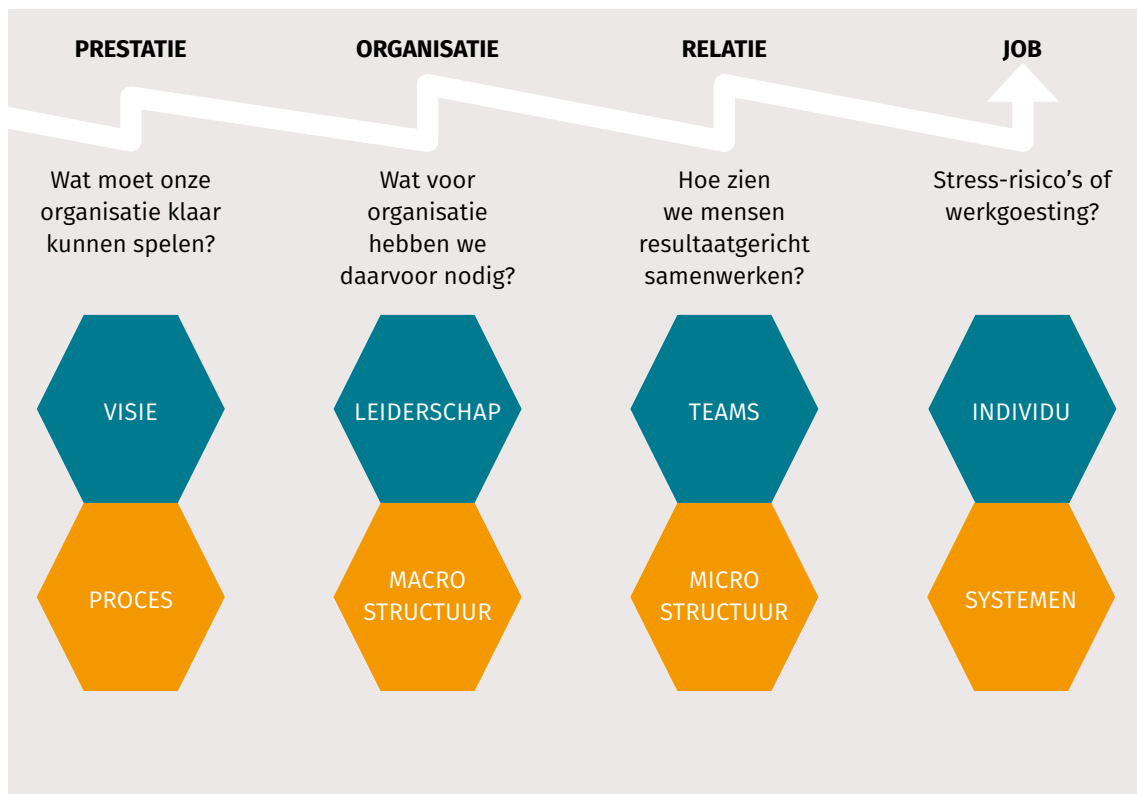 PRESTATIE
ORGANISATIE
RELATIE
JOB
Wat moet onze
organisatie klaar
kunnen spelen?
Wat voor
organisatie
hebben we
daarvoor nodig?
Hoe zien
we mensen
resultaatgericht
samenwerken?
Stress-risico’s of
werkgoesting?
VISIE
LEIDERSCHAP
TEAMS
INDIVIDU
PROCES
MACRO
STRUCTUUR
MICRO
STRUCTUUR
SYSTEMEN